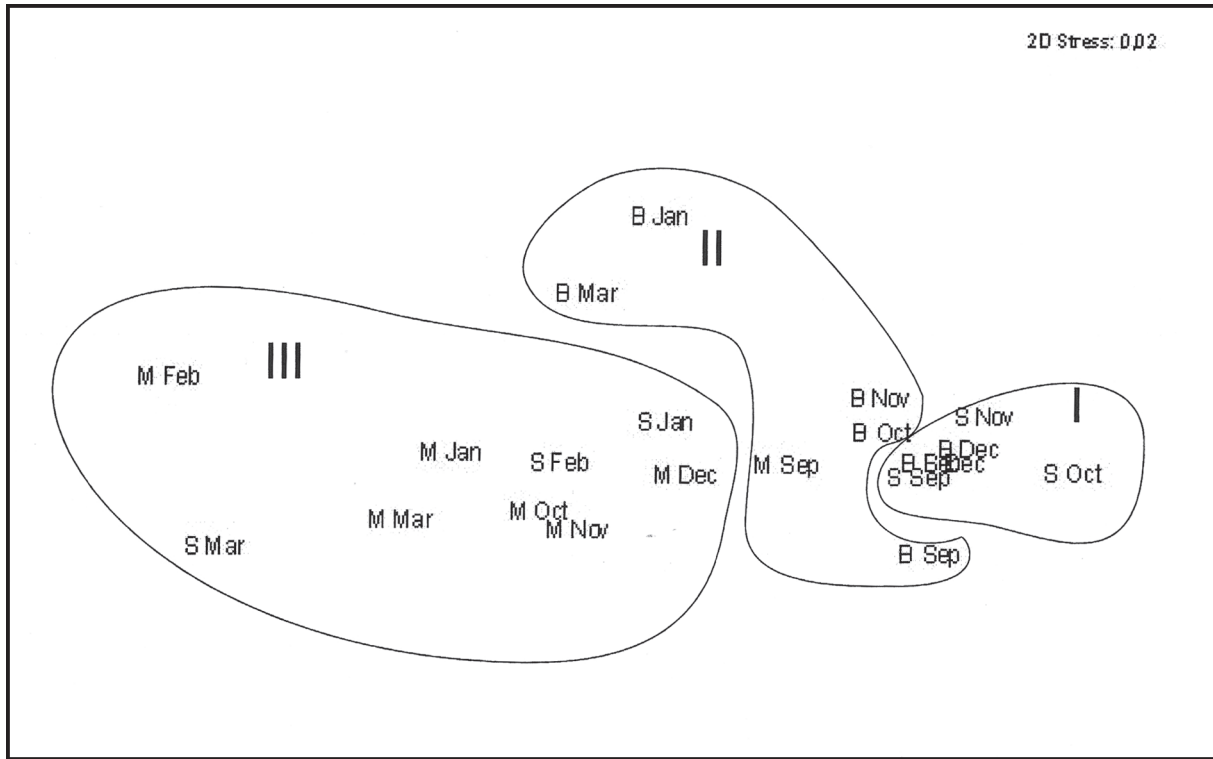 2D Stress: 0,02
B Jan
II
B Mar
III
M Feb
B Nov
I
S Nov
S Jan
B Oct
B Dec
M Jan
S Feb
M Sep
M Dec
S Sep
S Oct
M Oct
M Mar
M Nov
S Mar
B Sep